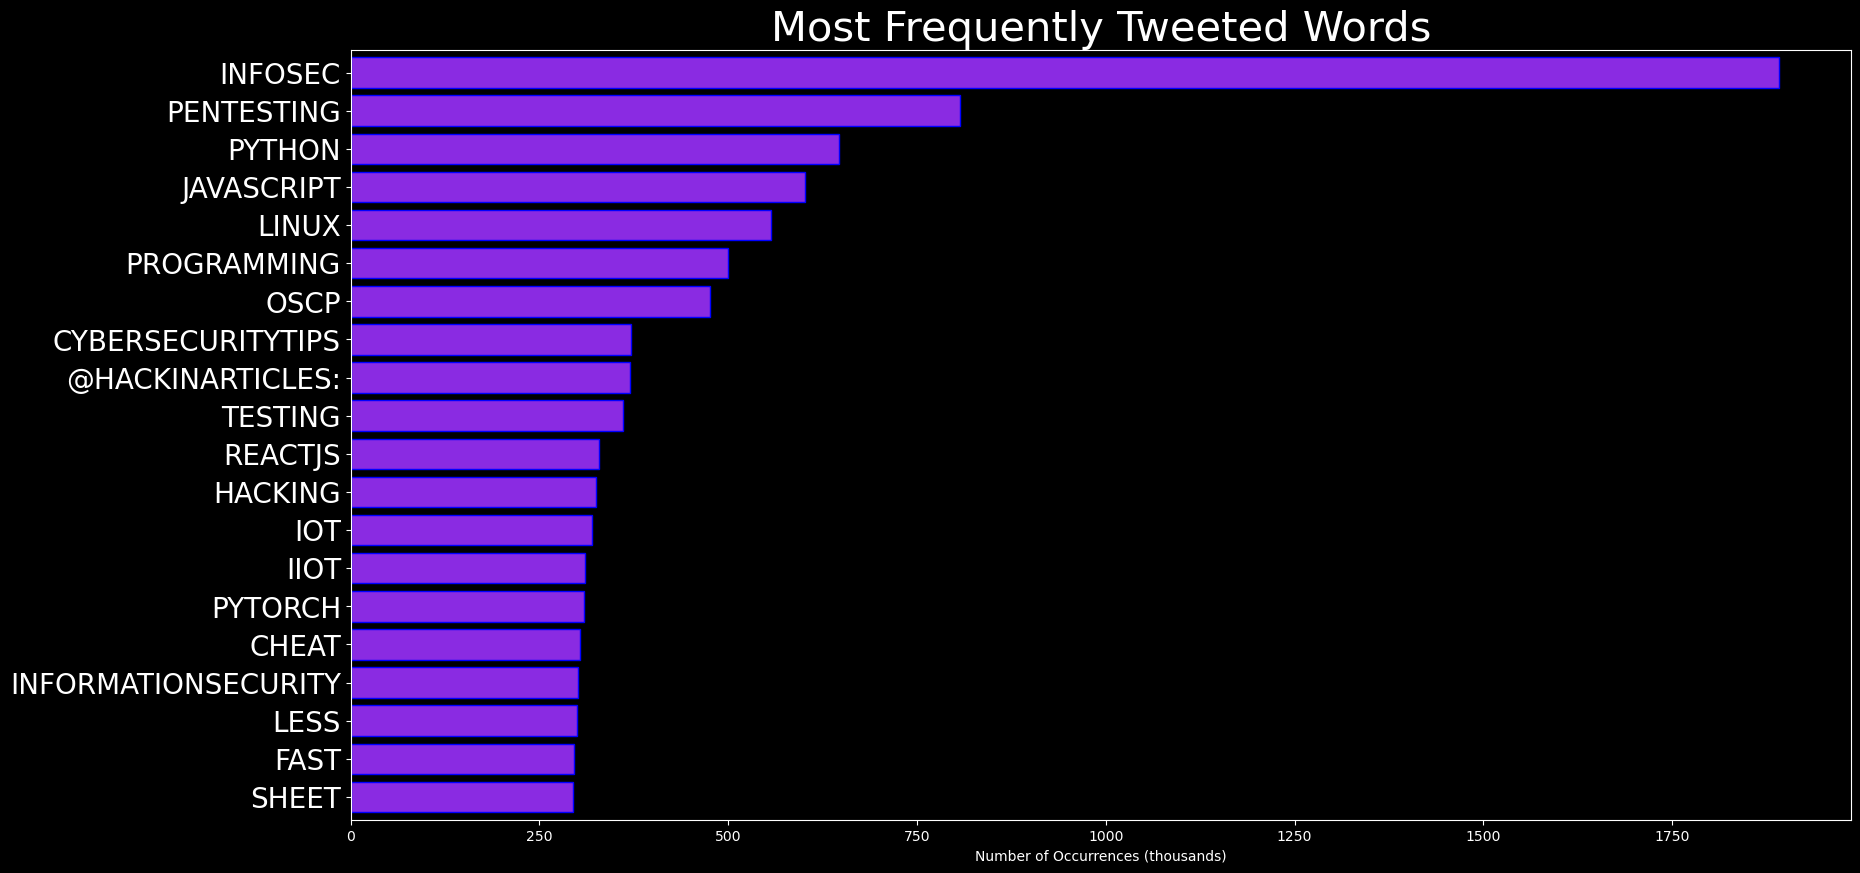 Most Frequently Tweeted Words
INFOSEC
PENTESTING
PYTHON
JAVASCRIPT
LINUX
PROGRAMMING
OSCP
CYBERSECURITYTIPS
@HACKINARTICLES:
TESTING
REACTJS
HACKING
IOT
IIOT
PYTORCH
CHEAT
INFORMATIONSECURITY
LESS
FAST
SHEET
0 250 500 750 1000 1250 1500 1750
Number of Occurrences (thousands)